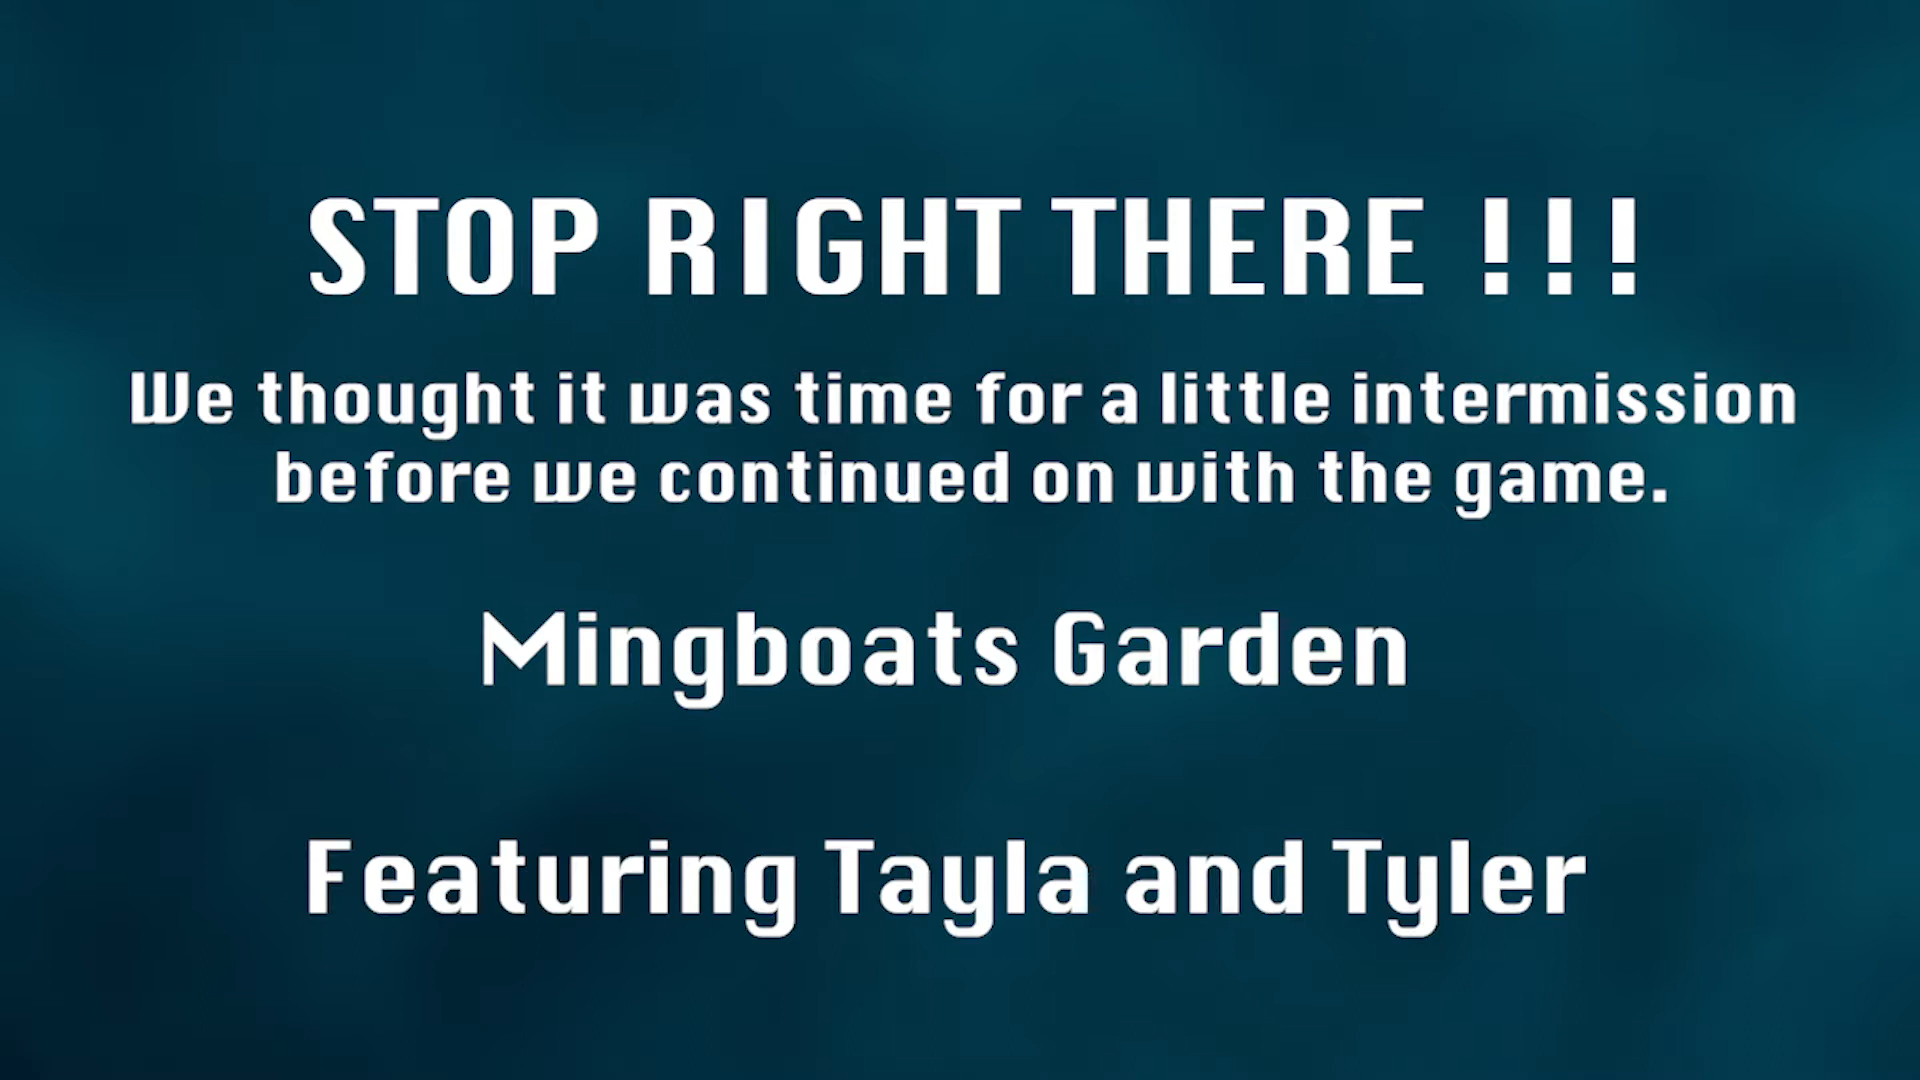 STOP RIGHT THERE !!!
We thought it was time for a little intermission
before we continued on with the game.
Mingboats Garden
Featuring Tayla and Tyler